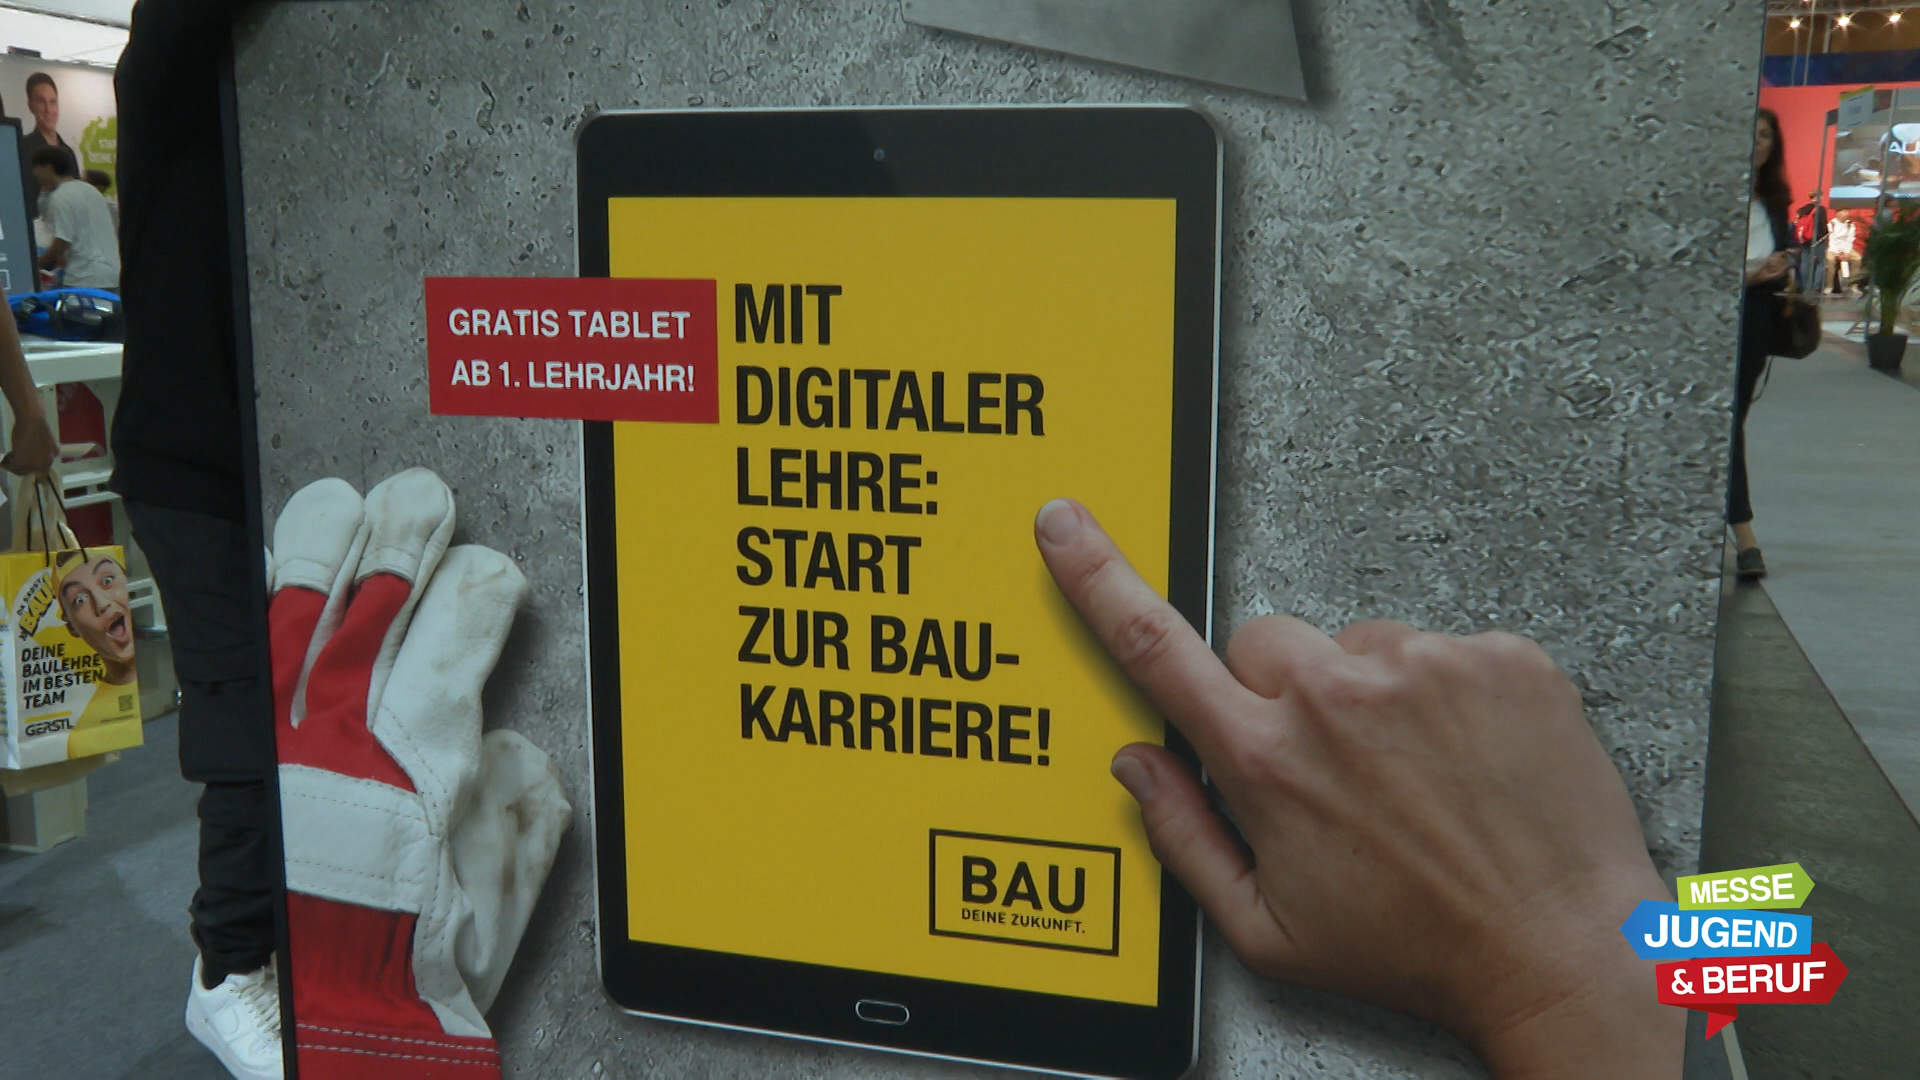 GRATIS TABLET
AB 1. LEHRJAHR!
MIT
DIGITALER
LEHRE:
START
ZUR BAU-
KARRIERE!
BAU
DEINE ZUKUNFT.
BAU!
DEINE
BAULEHRE
IM BESTEN
TEAM
GERSTL
MESSE
JUGEND
& BERUF